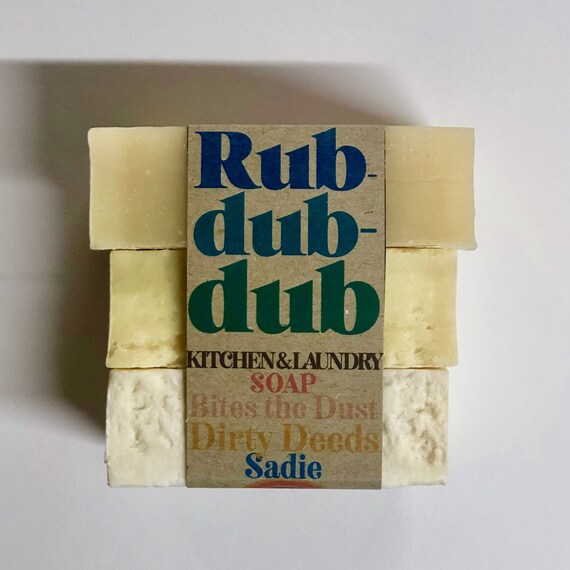 Rub-
dub-
dub
KITCHEN&LAUNDRY
SOAP
Bites the Dust
Dirty Deeds
Sadie